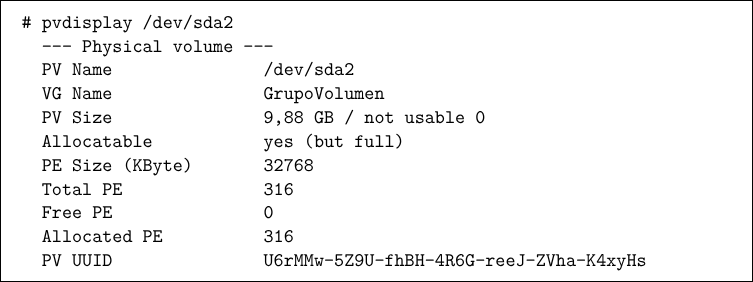 # pvdisplay /dev/sda2
--- Physical volume ---
PV Name /dev/sda2
VG Name GrupoVolumen
PV Size 9,88 GB / not usable 0
Allocatable yes (but full)
PE Size (KByte) 32768
Total PE 316
Free PE 0
Allocated PE 316
PV UUID U6rMMw-5Z9U-fhBH-4R6G-reeJ-ZVha-K4xyHs